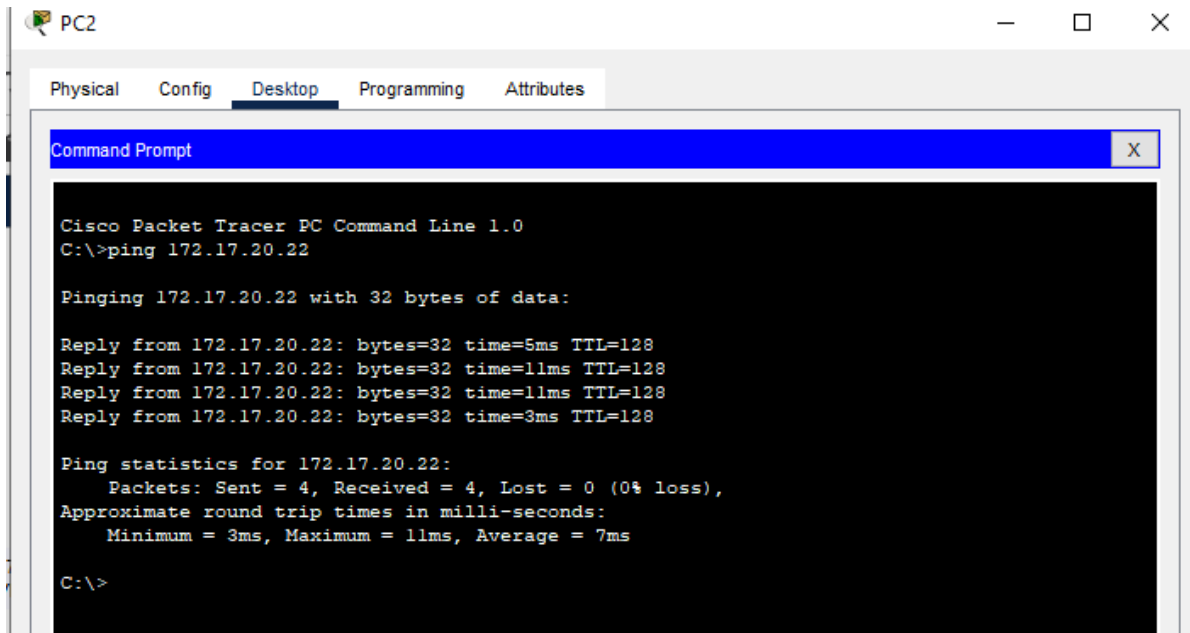 PC2
Physical Config Desktop Programming Attributes
Command Prompt X
Cisco Packet Tracer PC Command Line 1.0
C:\>ping 172.17.20.22
Pinging 172.17.20.22 with 32 bytes of data:
Reply from 172.17.20.22: bytes=32 time=5ms TTL=128
Reply from 172.17.20.22: bytes=32 time=11ms TTL=128
Reply from 172.17.20.22: bytes=32 time=11ms TTL=128
Reply from 172.17.20.22: bytes=32 time=3ms TTL=128
Ping statistics for 172.17.20.22:
Packets: Sent = 4, Received = 4, Lost = 0 (0% loss),
Approximate round trip times in milli-seconds:
Minimum = 3ms, Maximum = 11ms, Average = 7ms
C:\>